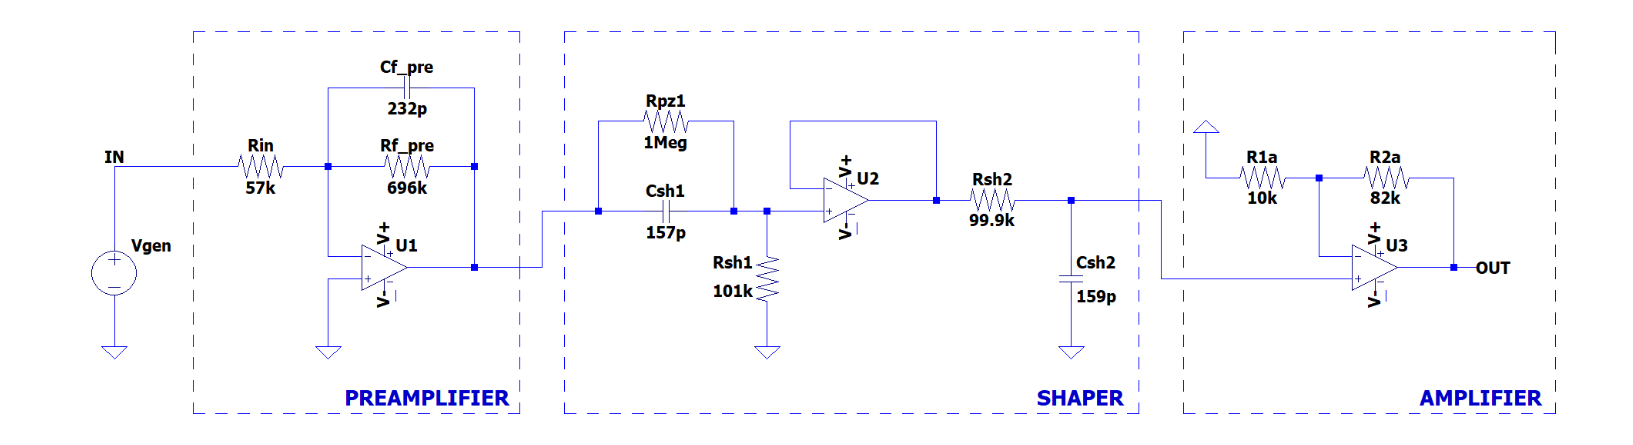 IN
Vgen
Rin
57k
Cf_pre
232p
Rf_pre
696k
V+
U1
V-
PREAMPLIFIER
Rpz1
1Meg
Csh1
157p
Rsh1
101k
V+
U2
V-
Rsh2
99.9k
Csh2
159p
SHAPER
R1a
10k
R2a
82k
V+
U3
V-
OUT
AMPLIFIER